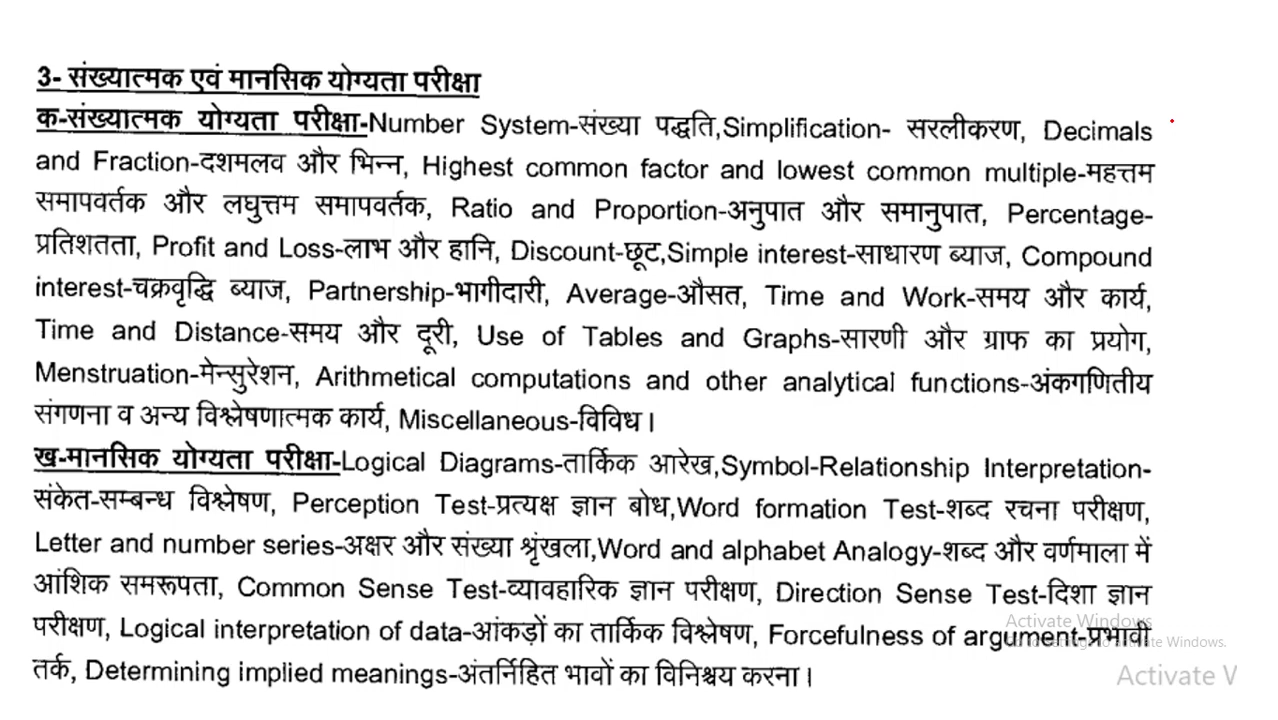 3- संख्यात्मक एवं मानसिक योग्यता परीक्षा
क-संख्यात्मक योग्यता परीक्षा-Number System-संख्या पद्धति,Simplification- सरलीकरण, Decimals
and Fraction-दशमलव और भिन्न, Highest common factor and lowest common multiple-महत्तम
समापवर्तक और लघुत्तम समापवर्तक, Ratio and Proportion-अनुपात और समानुपात, Percentage-
प्रतिशतता, Profit and Loss-लाभ और हानि, Discount-छूट,Simple interest-साधारण ब्याज, Compound
interest-चक्रवृद्धि ब्याज, Partnership-भागीदारी, Average-औसत, Time and Work-समय और कार्य,
Time and Distance-समय और दूरी, Use of Tables and Graphs-सारणी और ग्राफ का प्रयोग,
Menstruation-मेन्सुरेशन, Arithmetical computations and other analytical functions-अंकगणितीय
संगणना व अन्य विश्लेषणात्मक कार्य, Miscellaneous-विविध।
ख-मानसिक योग्यता परीक्षा-Logical Diagrams-तार्किक आरेख,Symbol-Relationship Interpretation-
संकेत-सम्बन्ध विश्लेषण, Perception Test-प्रत्यक्ष ज्ञान बोध,Word formation Test-शब्द रचना परीक्षण,
Letter and number series-अक्षर और संख्या श्रृंखला,Word and alphabet Analogy-शब्द और वर्णमाला में
आंशिक समरूपता, Common Sense Test-व्यावहारिक ज्ञान परीक्षण, Direction Sense Test-दिशा ज्ञान
परीक्षण, Logical interpretation of data-आंकड़ों का तार्किक विश्लेषण, Forcefulness of argument-प्रभावी
तर्क, Determining implied meanings-अंतर्निहित भावों का विनिश्चय करना।
Activate Windows
Activate W